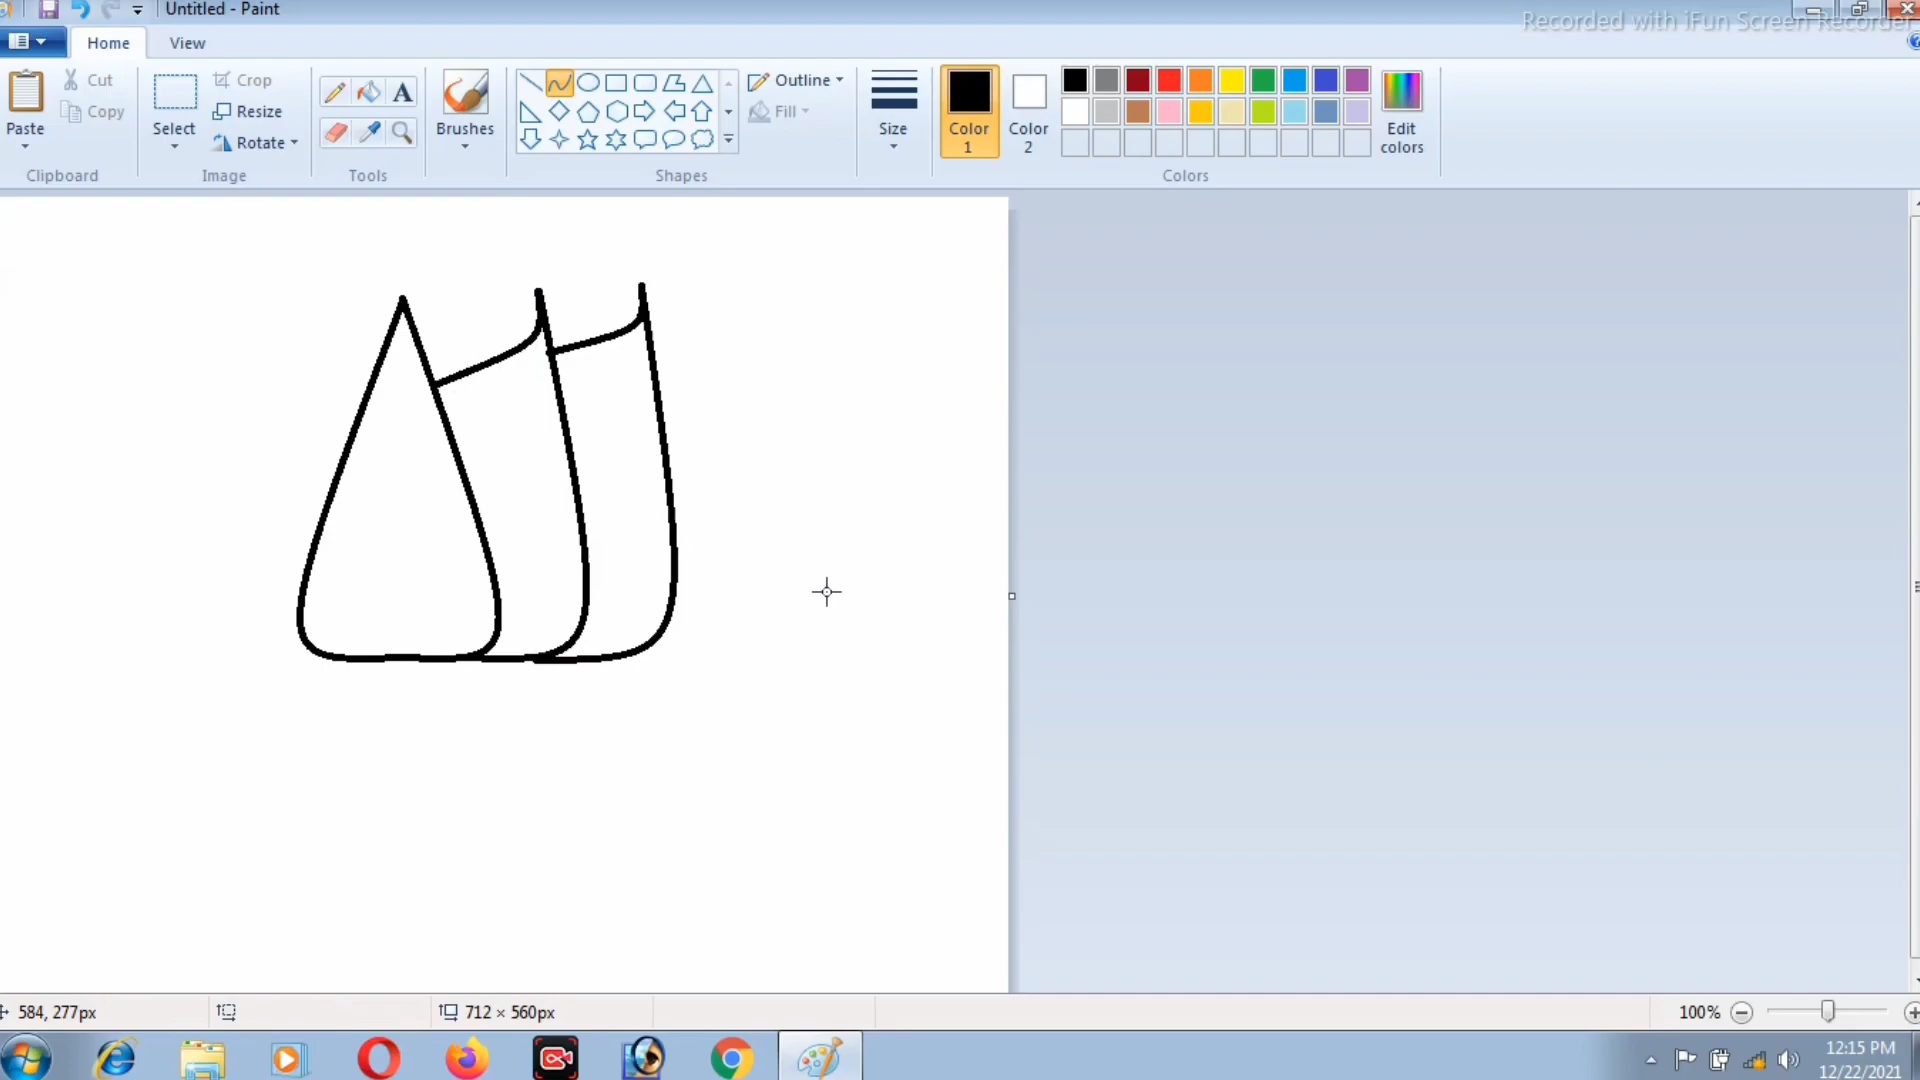 Untitled - Paint
Recorded with iFun Screen Recorder
Home
View
Paste
Cut
Copy
Clipboard
Select
Crop
Resize
Rotate
Image
A
Tools
Brushes
Shapes
Outline
Fill
Size
Color 1
Color 2
Edit colors
Colors
584, 277px
712 × 560px
100%
12:15 PM
12/22/2021